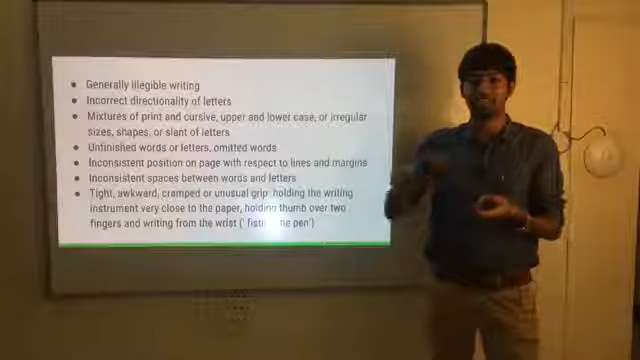 ● Generally illegible writing
● Incorrect directionality of letters
● Mixtures of print and cursive, upper and lower case, or irregular
sizes, shapes, or slant of letters
● Unfinished words or letters, omitted words
● Inconsistent position on page with respect to lines and margins
● Inconsistent spaces between words and letters
● Tight, awkward, cramped or unusual grip, holding the writing
instrument very close to the paper, holding thumb over two
fingers and writing from the wrist (' the pen')